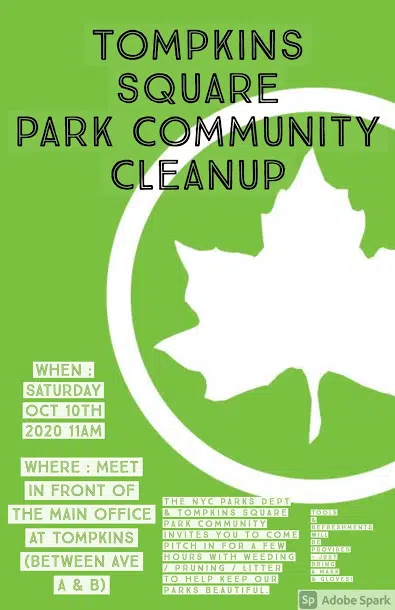 TOMPKINS
SQUARE
PARK COMMUNITY
CLEANUP
WHEN :
SATURDAY
OCT 10TH
2020 11AM
WHERE : MEET
IN FRONT OF
THE MAIN OFFICE
AT TOMPKINS
(BETWEEN AVE
A & B)
THE NYC PARKS DEPT
& TOMPKINS SQUARE
PARK COMMUNITY
INVITES YOU TO COME
PITCH IN FOR A FEW
HOURS WITH WEEDING
/ PRUNING / LITTER
TO HELP KEEP OUR
PARKS BEAUTIFUL.
TOOLS
&
REFRESHMENTS
WILL
BE
PROVIDED
- JUST
BRING
A MASK
& GLOVES!
Sp Adobe Spark